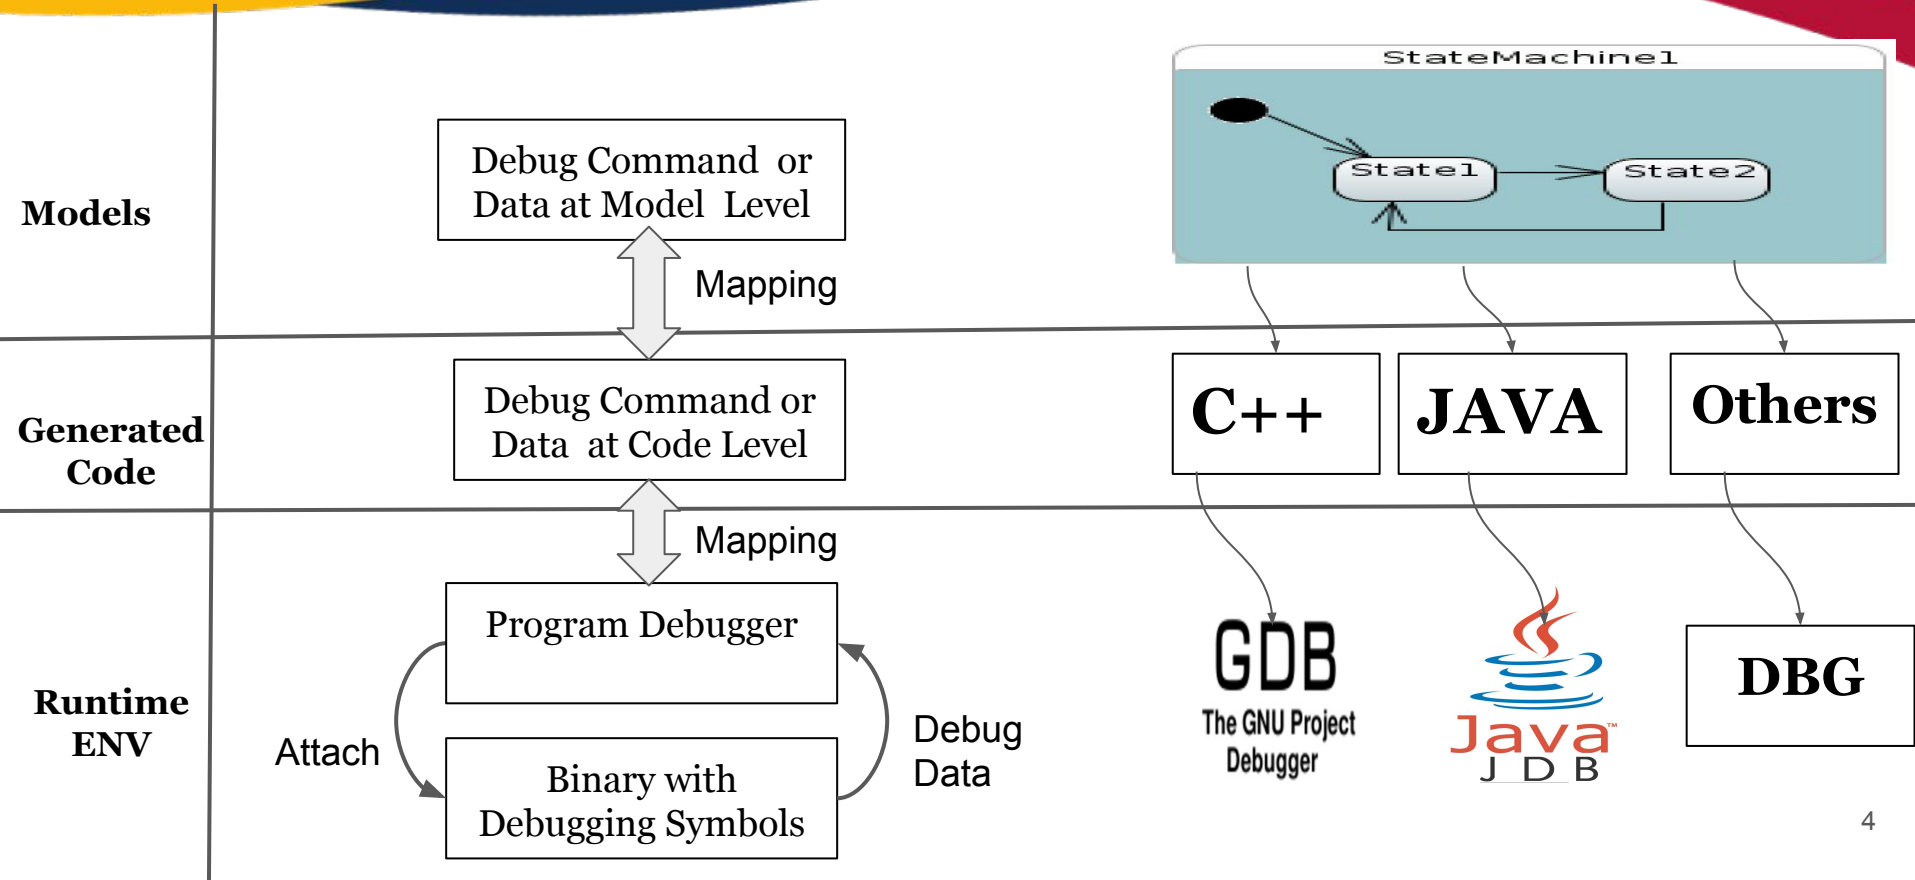 StateMachine1
State1
State2
Models
Debug Command or
Data at Model Level
Mapping
Generated
Code
Debug Command or
Data at Code Level
C++
JAVA
Others
Mapping
Runtime
ENV
Program Debugger
Attach
Debug
Data
Binary with
Debugging Symbols
GDB
The GNU Project
Debugger
Java™
JDB
DBG
4